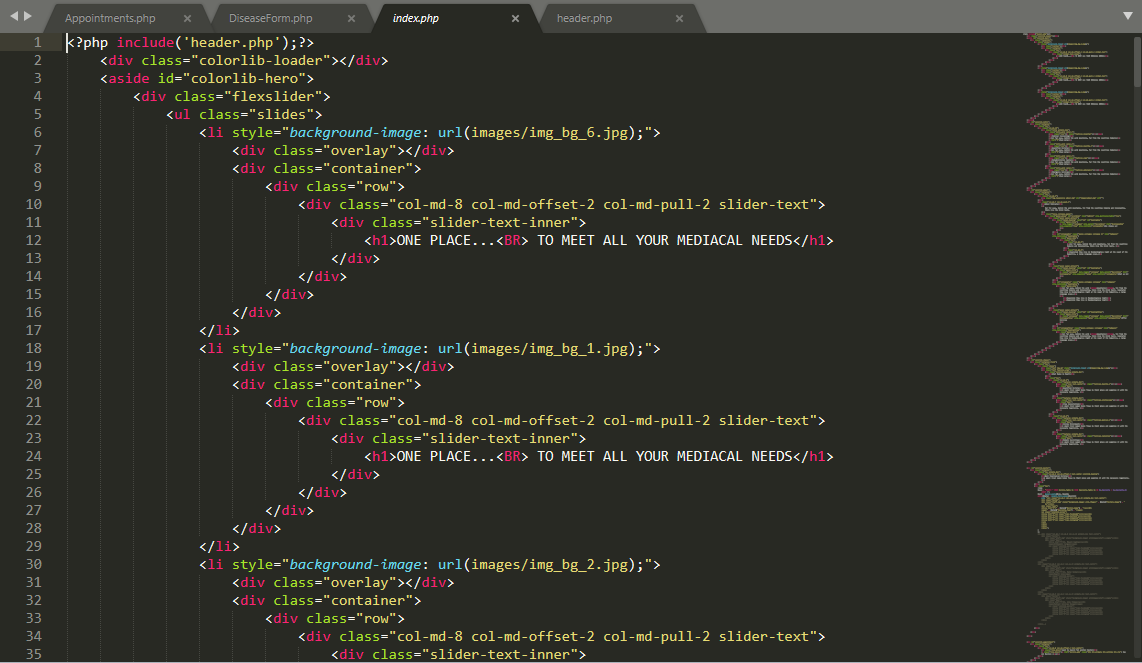 Appointments.php × DiseaseForm.php × index.php × header.php ×
1 <?php include('header.php');?>
2 <div class="colorlib-loader"></div>
3 <aside id="colorlib-hero">
4 <div class="flexslider">
5 <ul class="slides">
6 <li style="background-image: url(images/img_bg_6.jpg);">
7 <div class="overlay"></div>
8 <div class="container">
9 <div class="row">
10 <div class="col-md-8 col-md-offset-2 col-md-pull-2 slider-text">
11 <div class="slider-text-inner">
12 <h1>ONE PLACE...<BR> TO MEET ALL YOUR MEDIACAL NEEDS</h1>
13 </div>
14 </div>
15 </div>
16 </div>
17 </li>
18 <li style="background-image: url(images/img_bg_1.jpg);">
19 <div class="overlay"></div>
20 <div class="container">
21 <div class="row">
22 <div class="col-md-8 col-md-offset-2 col-md-pull-2 slider-text">
23 <div class="slider-text-inner">
24 <h1>ONE PLACE...<BR> TO MEET ALL YOUR MEDIACAL NEEDS</h1>
25 </div>
26 </div>
27 </div>
28 </div>
29 </li>
30 <li style="background-image: url(images/img_bg_2.jpg);">
31 <div class="overlay"></div>
32 <div class="container">
33 <div class="row">
34 <div class="col-md-8 col-md-offset-2 col-md-pull-2 slider-text">
35 <div class="slider-text-inner">